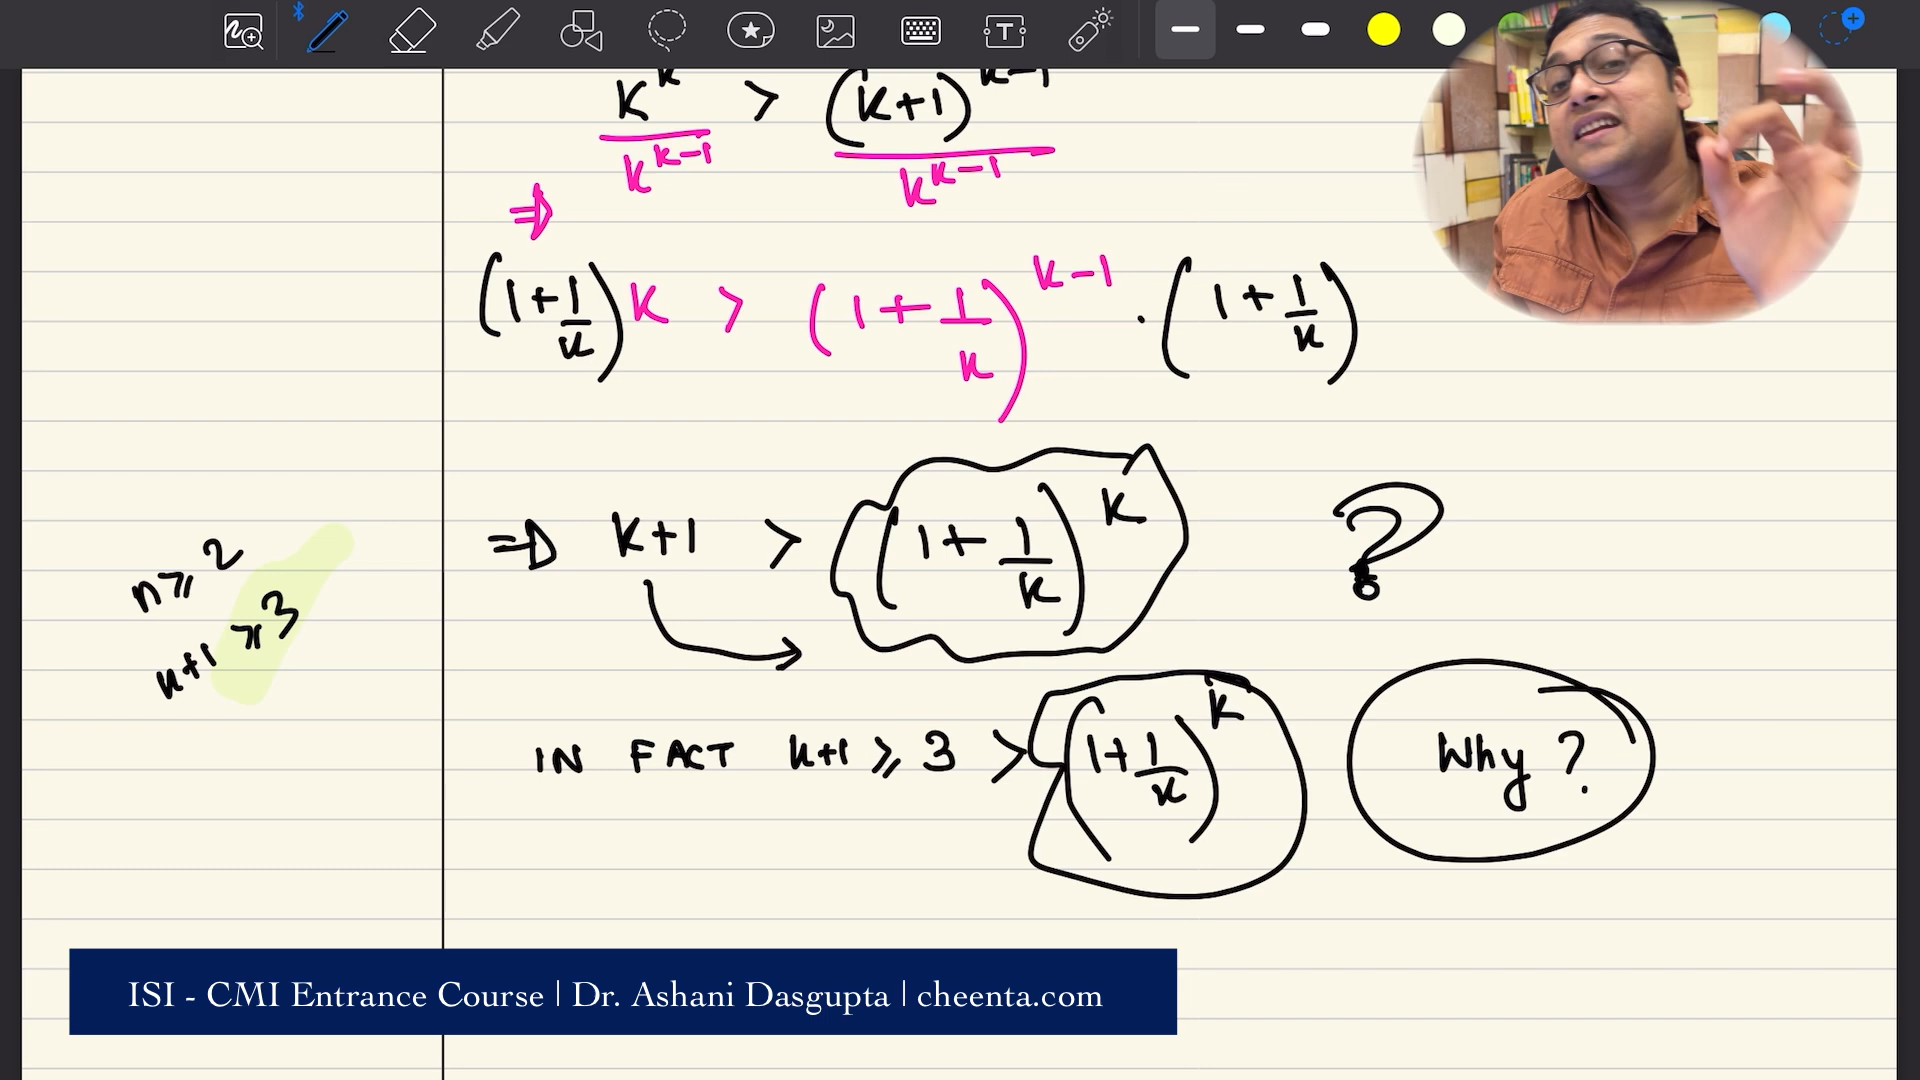 k^k > (k+1)^{k-1}
k^{k-1} k^{k-1}
⇒
(1+1/k)k > (1+1/k)^{k-1} · (1+1/k)
⇒ k+1 > (1+1/k)^k ?
n ≥ 2
n+1 ≥ 3
IN FACT k+1 ≥ 3 > (1+1/k)^k Why?
ISI - CMI Entrance Course | Dr. Ashani Dasgupta | cheenta.com